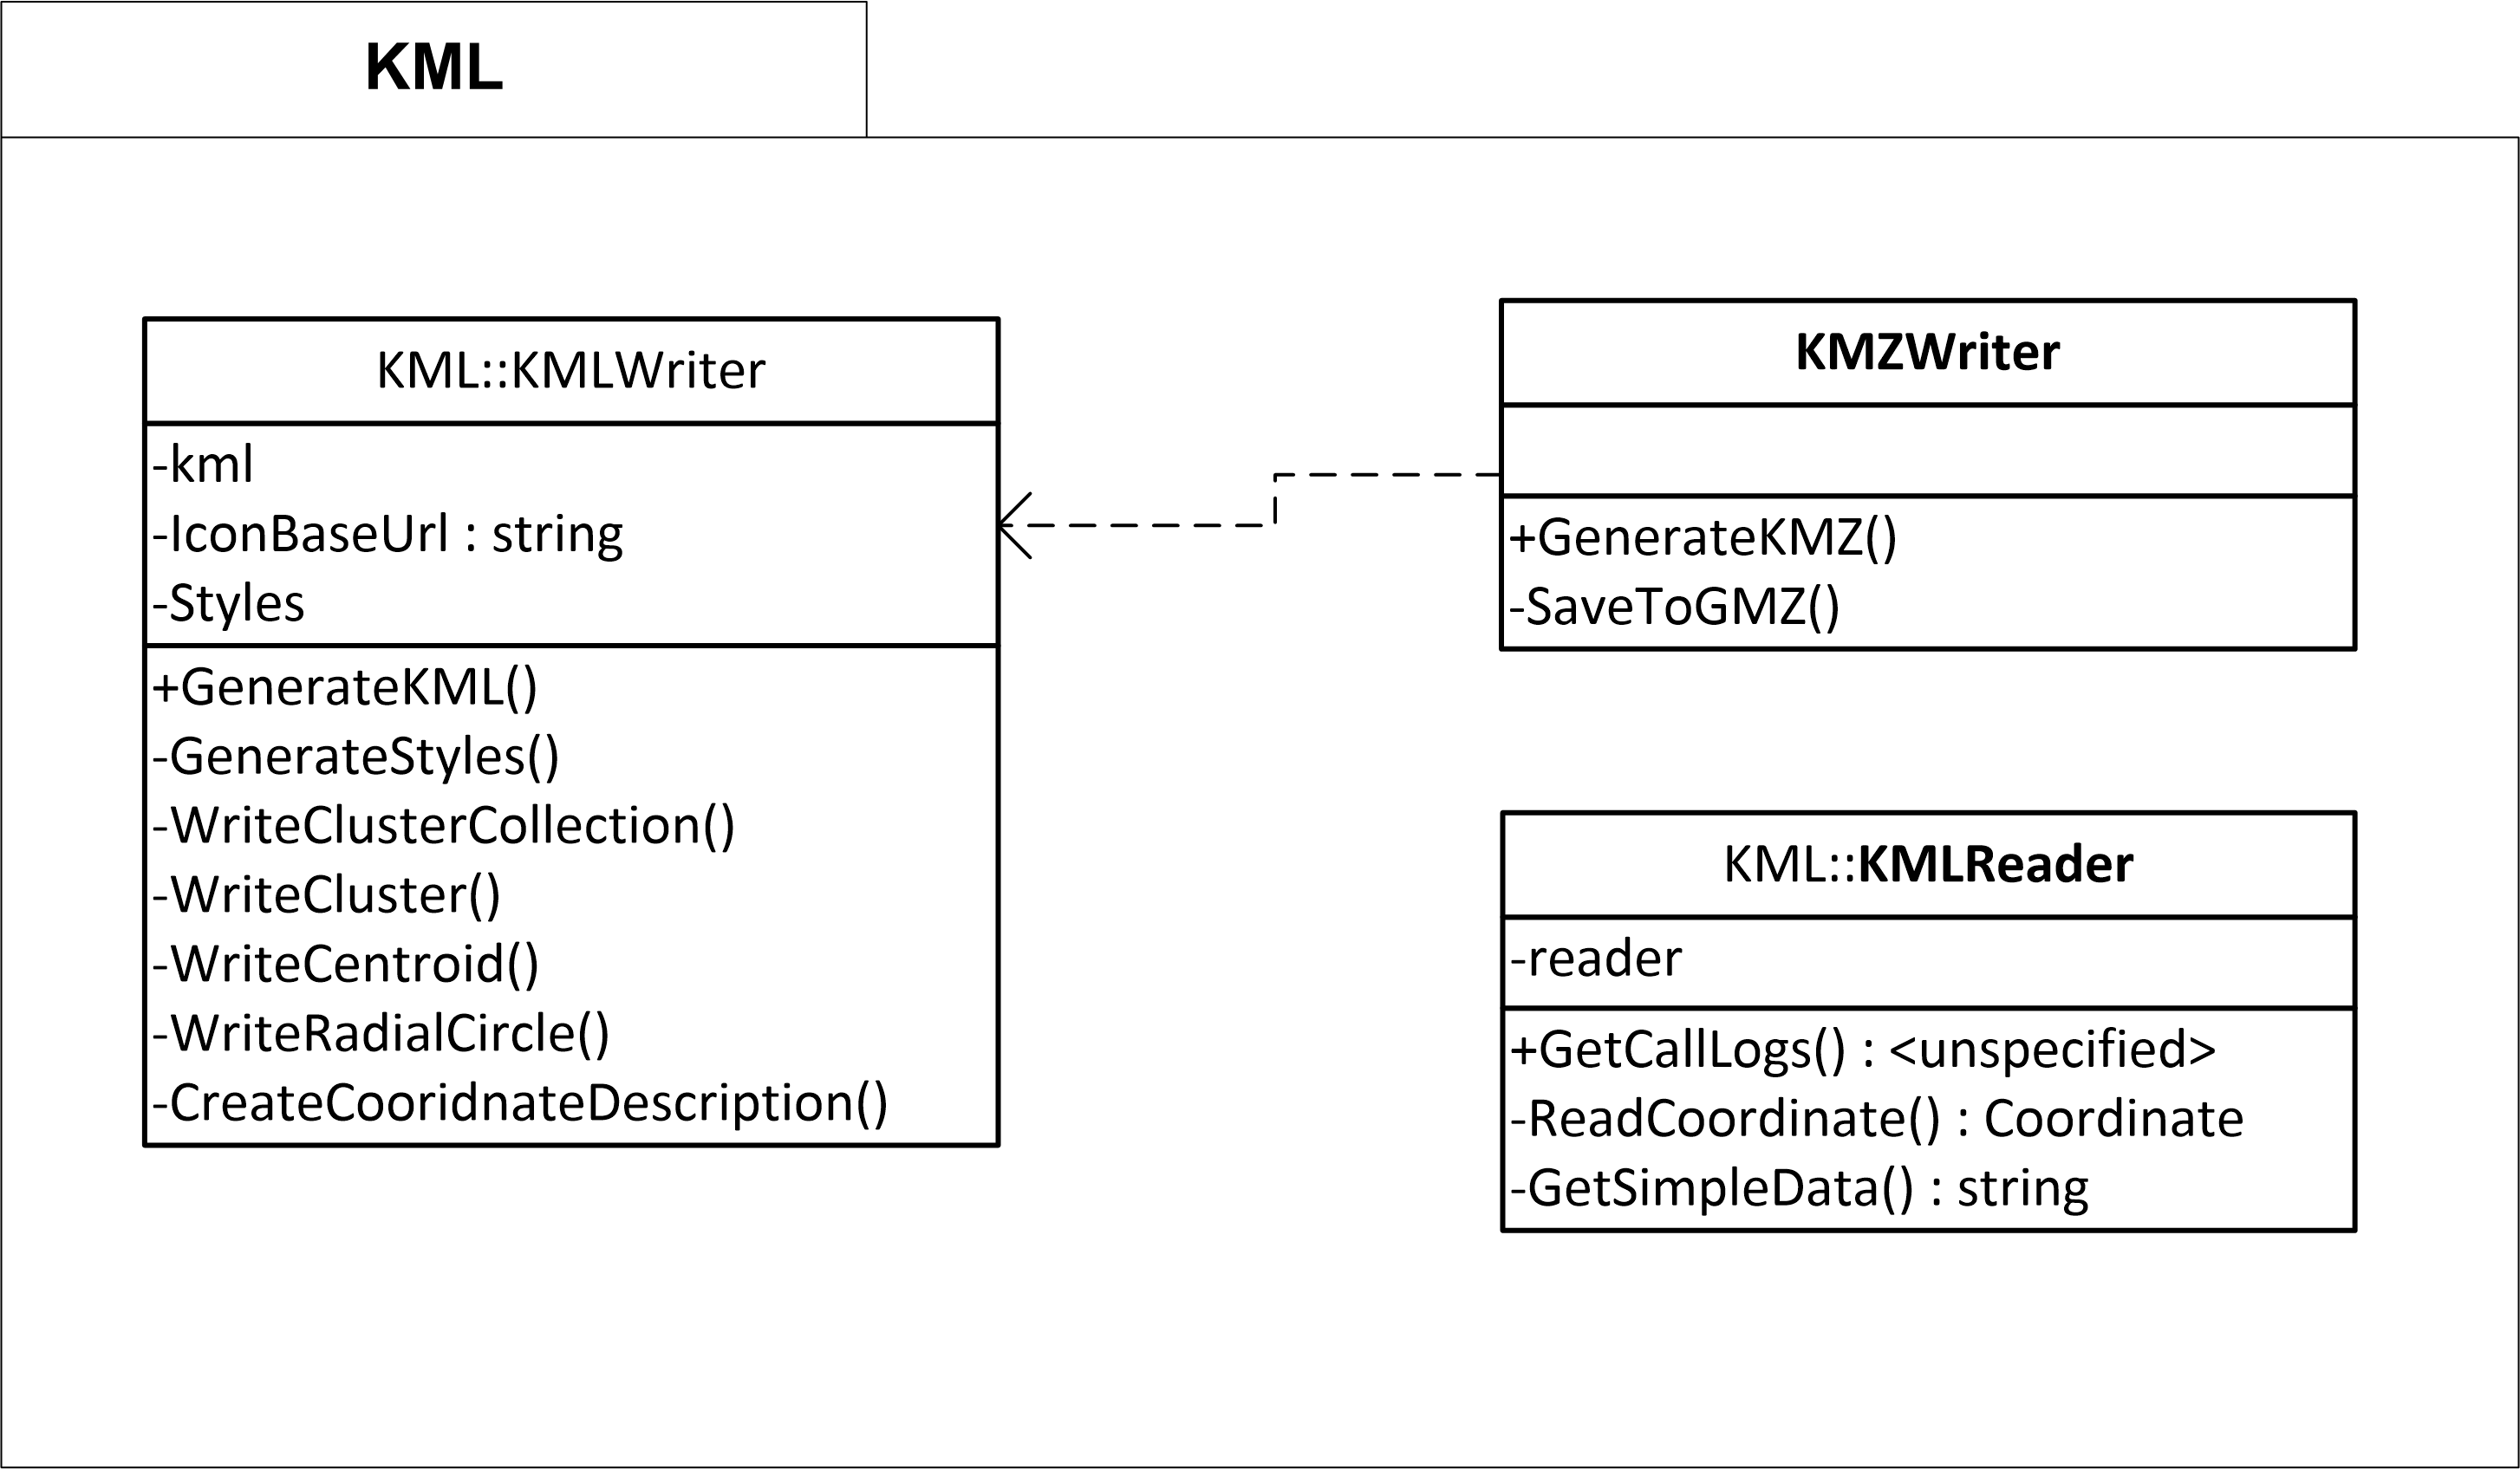 KML
KML::KMLWriter
-kml
-IconBaseUrl : string
-Styles
+GenerateKML()
-GenerateStyles()
-WriteClusterCollection()
-WriteCluster()
-WriteCentroid()
-WriteRadialCircle()
-CreateCooridnateDescription()
KMZWriter
+GenerateKMZ()
-SaveToGMZ()
KML::KMLReader
-reader
+GetCallLogs() : <unspecified>
-ReadCoordinate() : Coordinate
-GetSimpleData() : string